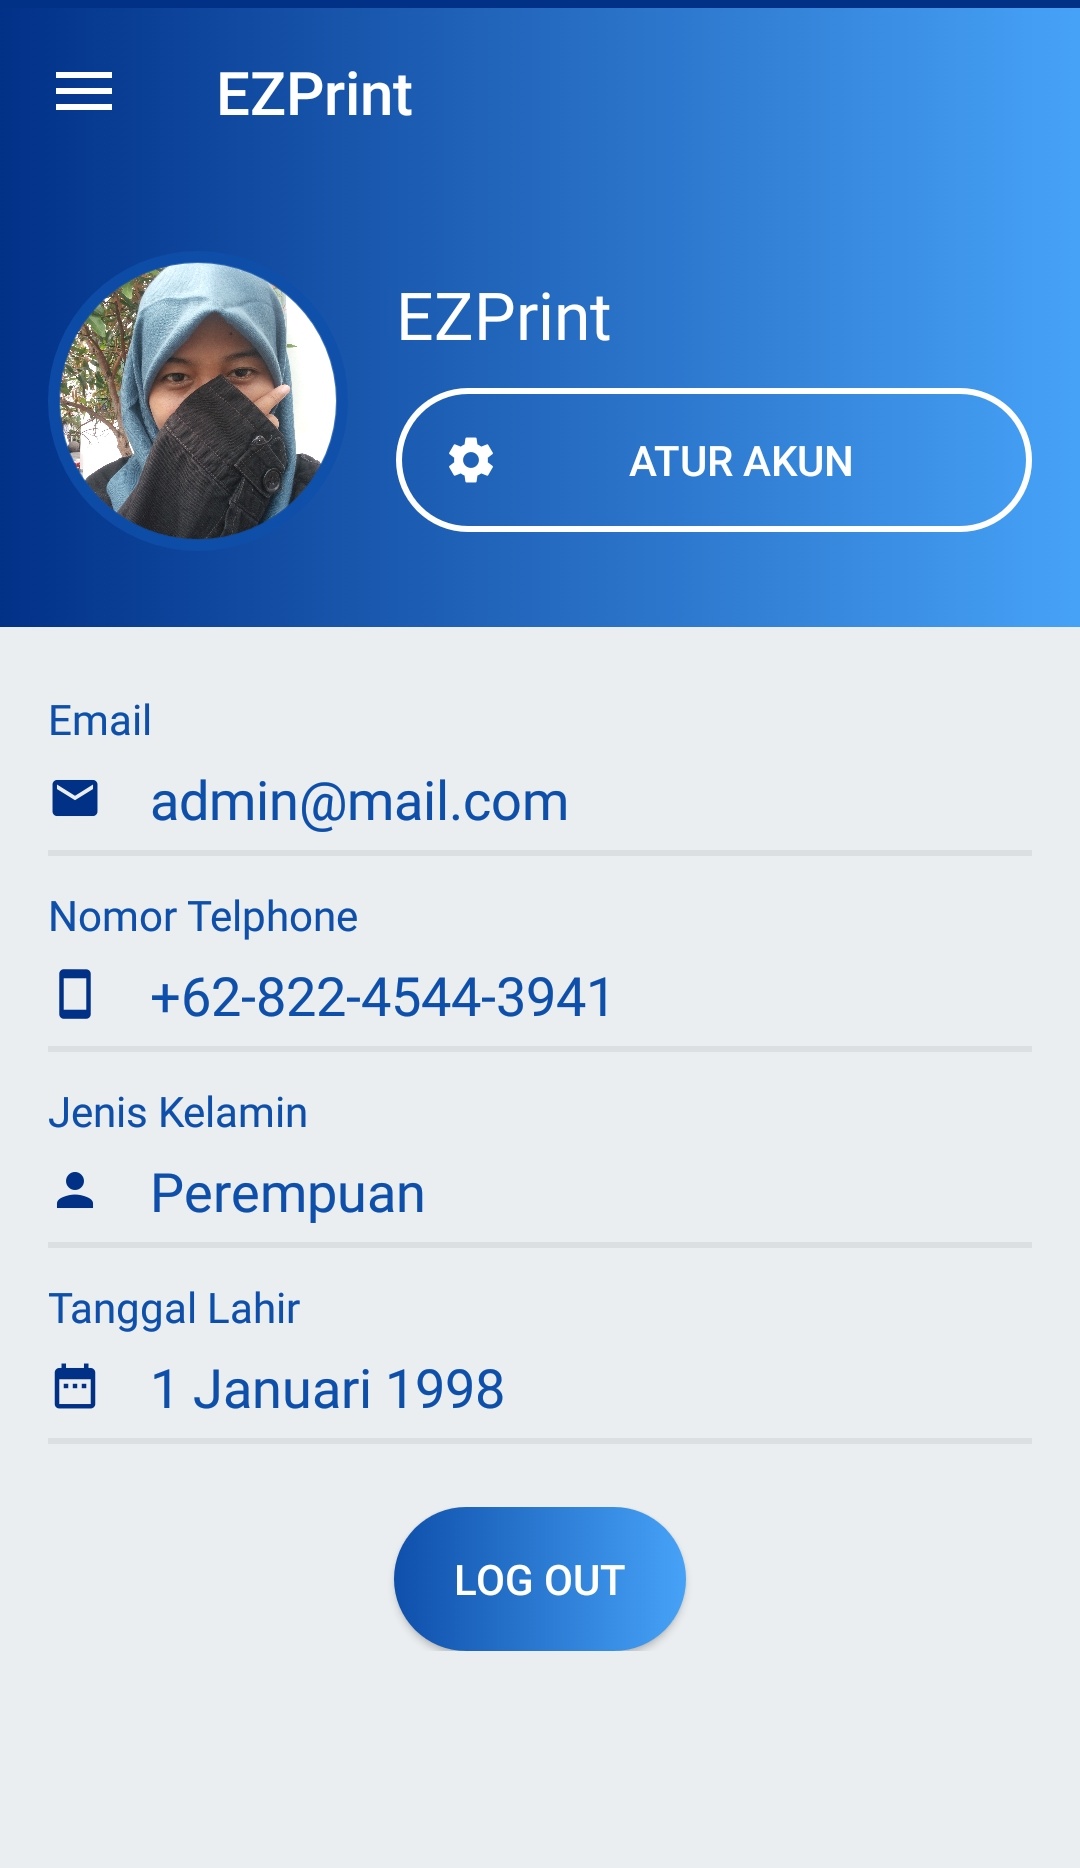 EZPrint
EZPrint
ATUR AKUN
Email
admin@mail.com
Nomor Telphone
+62-822-4544-3941
Jenis Kelamin
Perempuan
Tanggal Lahir
1 Januari 1998
LOG OUT